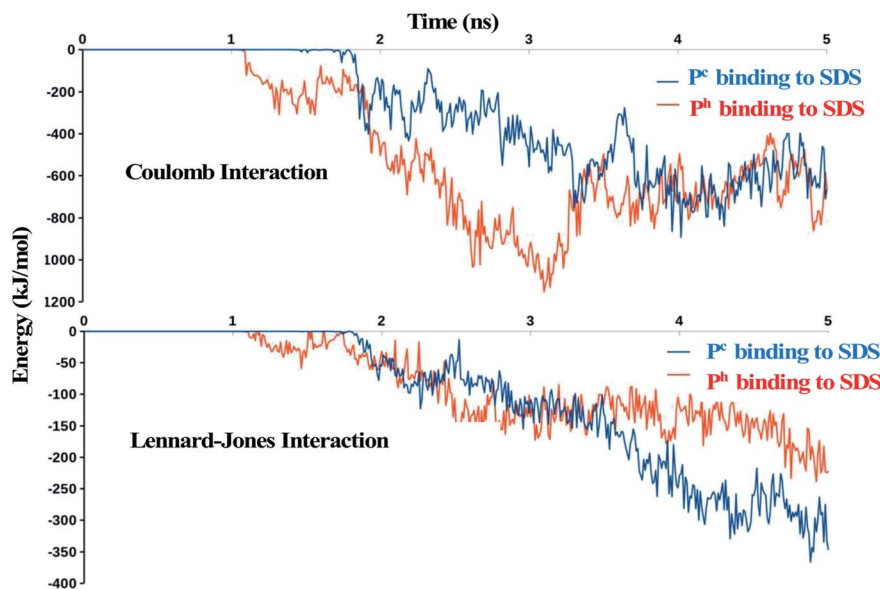 Time (ns)
1 2 3 4 5
0
-200
-400
-600
-800
1000
1200
Pᶜ binding to SDS
Pʰ binding to SDS
Coulomb Interaction
Energy (kJ/mol)
1 2 3 4 5
0
-50
-100
-150
-200
-250
-300
-350
-400
Pᶜ binding to SDS
Pʰ binding to SDS
Lennard-Jones Interaction